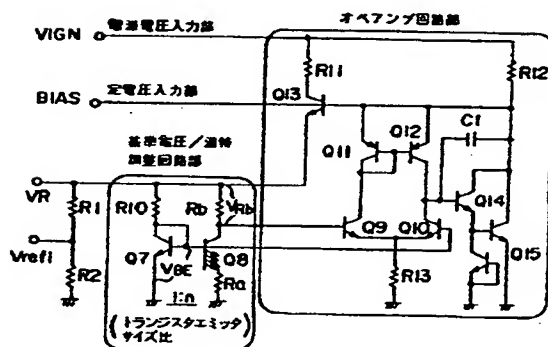 オペアンプ回路部
VIGN 電源電圧入力部
R11
R12
BIAS 定電圧入力部
Q13
Q12
Q11
C1
基準電圧/温特
調整回路部
VR
R1
R10
Rb
VRb
Q14
Q9
Q10
Vref1
Q7
Q8
Q15
VBE
R2
Ra
R13
1:n
(トランジスタエミッタ
サイズ比)